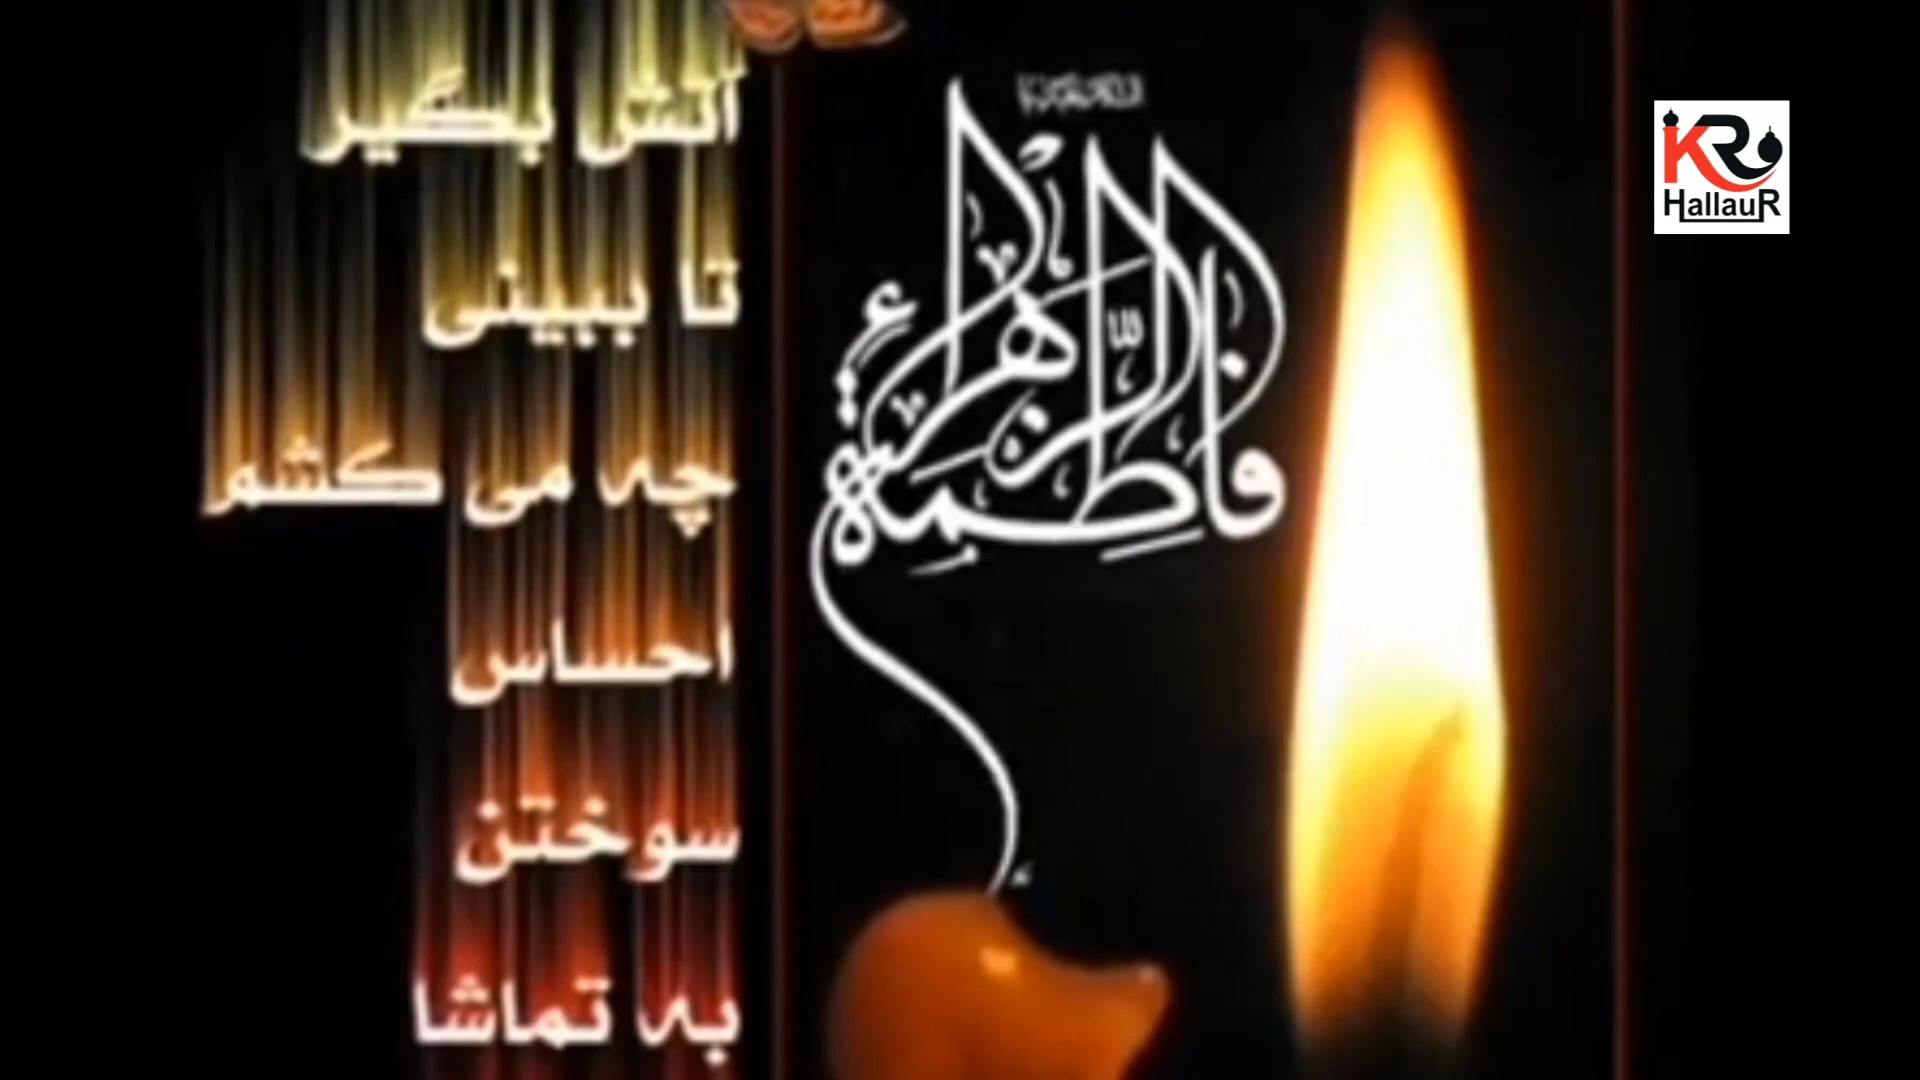 آتش بگیر
تا ببینی
چه می کشم
احساس
سوختن
به تماشا
فاطمة الزهراء
KR
HallauR